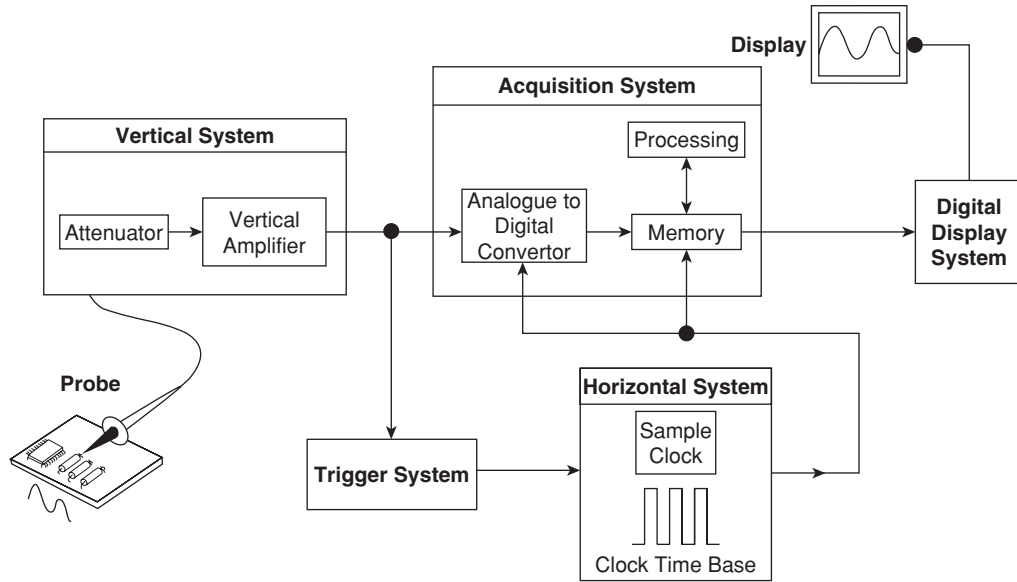 Display
Acquisition System
Vertical System
Processing
Attenuator
Vertical
Amplifier
Analogue to
Digital
Convertor
Memory
Digital
Display
System
Probe
Horizontal System
Sample
Clock
Trigger System
Clock Time Base